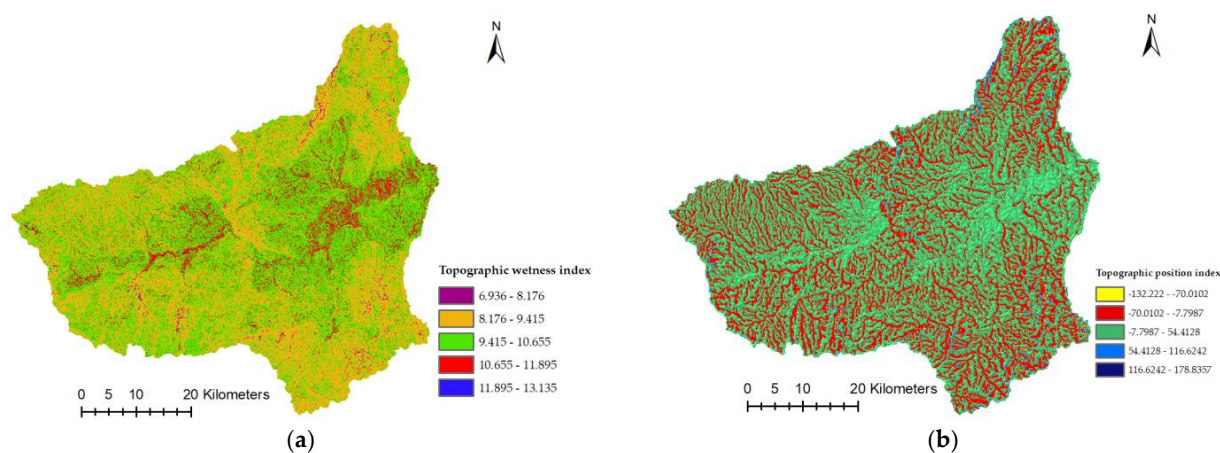 N
Topographic wetness index
6.936 - 8.176
8.176 - 9.415
9.415 - 10.655
10.655 - 11.895
11.895 - 13.135
0 10 20 Kilometers
(a)
N
Topographic position index
-132.222 - -70.0102
-70.0102 - -7.7987
-7.7987 - 54.4128
54.4128 - 116.6242
116.6242 - 178.8357
0 10 20 Kilometers
(b)